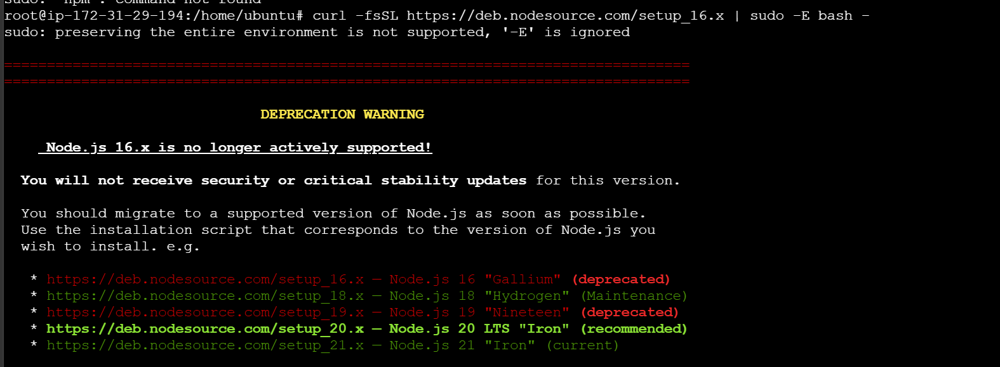 sudo: 'npm': command not found
root@ip-172-31-29-194:/home/ubuntu# curl -fsSL https://deb.nodesource.com/setup_16.x | sudo -E bash -
sudo: preserving the entire environment is not supported, '-E' is ignored
================================================================================
================================================================================
DEPRECATION WARNING
Node.js 16.x is no longer actively supported!
You will not receive security or critical stability updates for this version.
You should migrate to a supported version of Node.js as soon as possible.
Use the installation script that corresponds to the version of Node.js you
wish to install. e.g.
* https://deb.nodesource.com/setup_16.x — Node.js 16 "Gallium" (deprecated)
* https://deb.nodesource.com/setup_18.x — Node.js 18 "Hydrogen" (Maintenance)
* https://deb.nodesource.com/setup_19.x — Node.js 19 "Nineteen" (deprecated)
* https://deb.nodesource.com/setup_20.x — Node.js 20 LTS "Iron" (recommended)
* https://deb.nodesource.com/setup_21.x — Node.js 21 "Iron" (current)